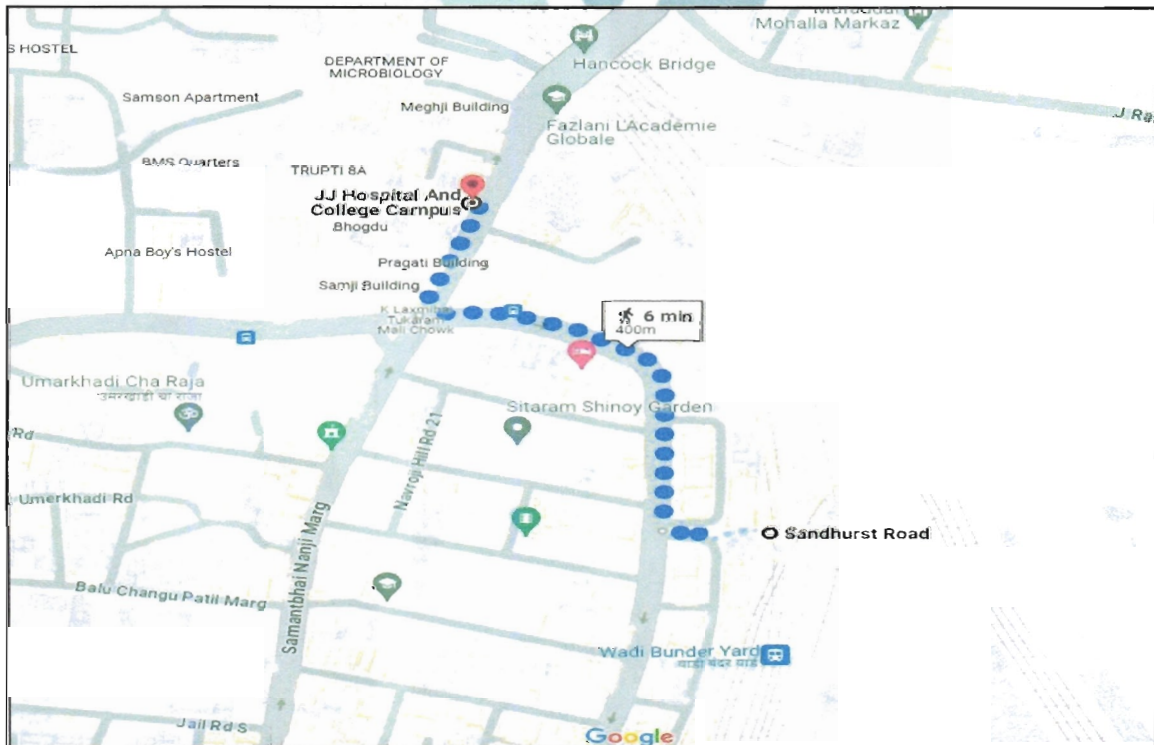 Mohalla Markaz
S HOSTEL
DEPARTMENT OF
MICROBIOLOGY
Hancock Bridge
Samson Apartment
Meghji Building
Fazlani L'Académie
Globale
BMS Quarters
TRUPTI 8A
JJ Hospital And
College Campus
Bhogdu
Apna Boy's Hostel
Pragati Building
Samji Building
K Laxmibai
Tukaram
Mali Chowk
6 min
400m
Umarkhadi Cha Raja
उमरखाडी चा राजा
Sitaram Shinoy Garden
Rd
Navroji Hill Rd 21
Umerkhadi Rd
Samantbhai Nanji Marg
Sandhurst Road
Balu Changu Patil Marg
Wadi Bunder Yard
वाडी बंदर यार्ड
Jail Rd S
Google